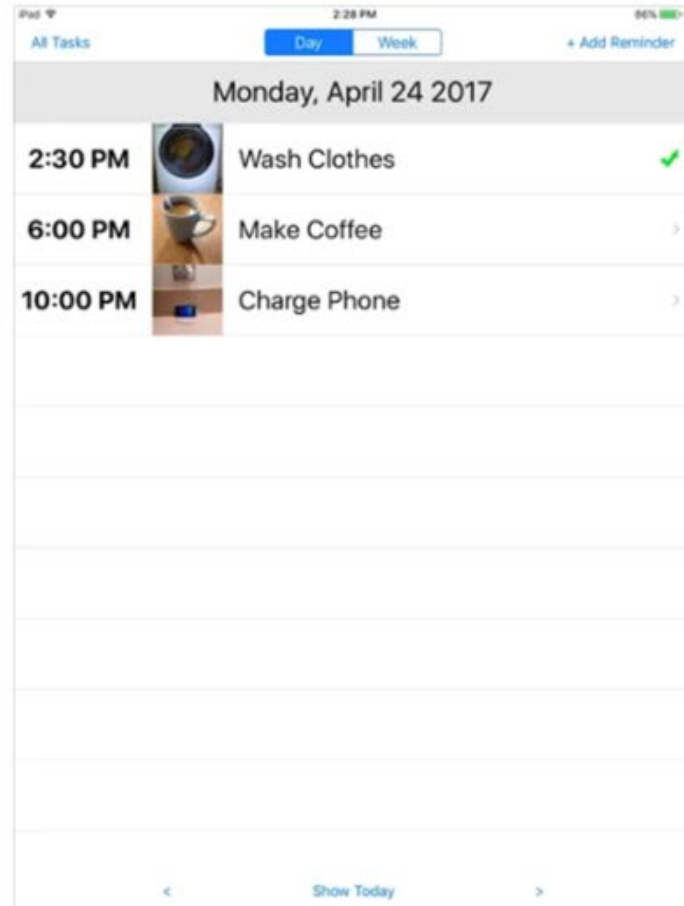 iPad 2:28 PM 86%
All Tasks Day Week + Add Reminder
Monday, April 24 2017
2:30 PM Wash Clothes
6:00 PM Make Coffee
10:00 PM Charge Phone
< Show Today >